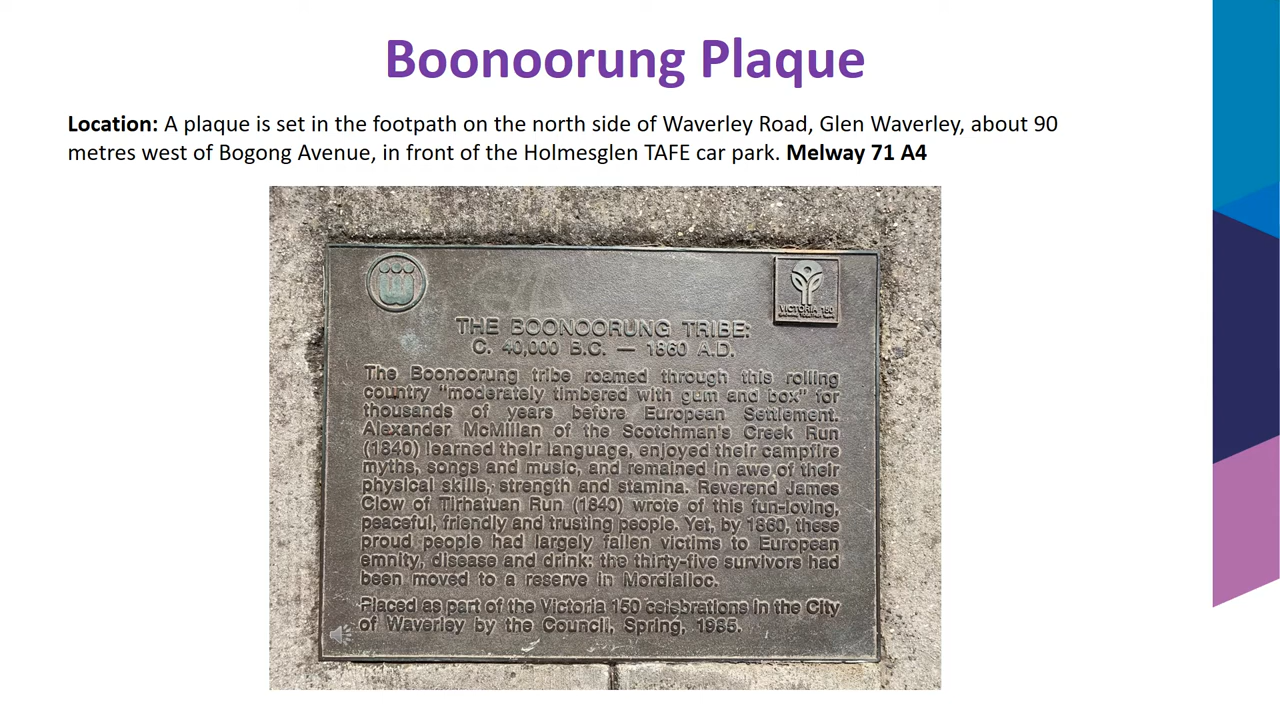 Boonoorung Plaque
Location: A plaque is set in the footpath on the north side of Waverley Road, Glen Waverley, about 90
metres west of Bogong Avenue, in front of the Holmesglen TAFE car park. Melway 71 A4
VICTORIA 150
THE BOONOORUNG TRIBE:
C. 40,000 B.C. — 1860 A.D.
The Boonoorung tribe roamed through this rolling
country "moderately timbered with gum and box" for
thousands of years before European Settlement.
Alexander McMillan of the Scotchman's Creek Run
(1840) learned their language, enjoyed their campfire
myths, songs and music, and remained in awe of their
physical skills, strength and stamina. Reverend James
Clow of Tirhatuan Run (1840) wrote of this fun-loving,
peaceful, friendly and trusting people. Yet, by 1860, these
proud people had largely fallen victims to European
emnity, disease and drink: the thirty-five survivors had
been moved to a reserve in Mordialloc.
Placed as part of the Victoria 150 celebrations in the City
of Waverley by the Council, Spring, 1985.